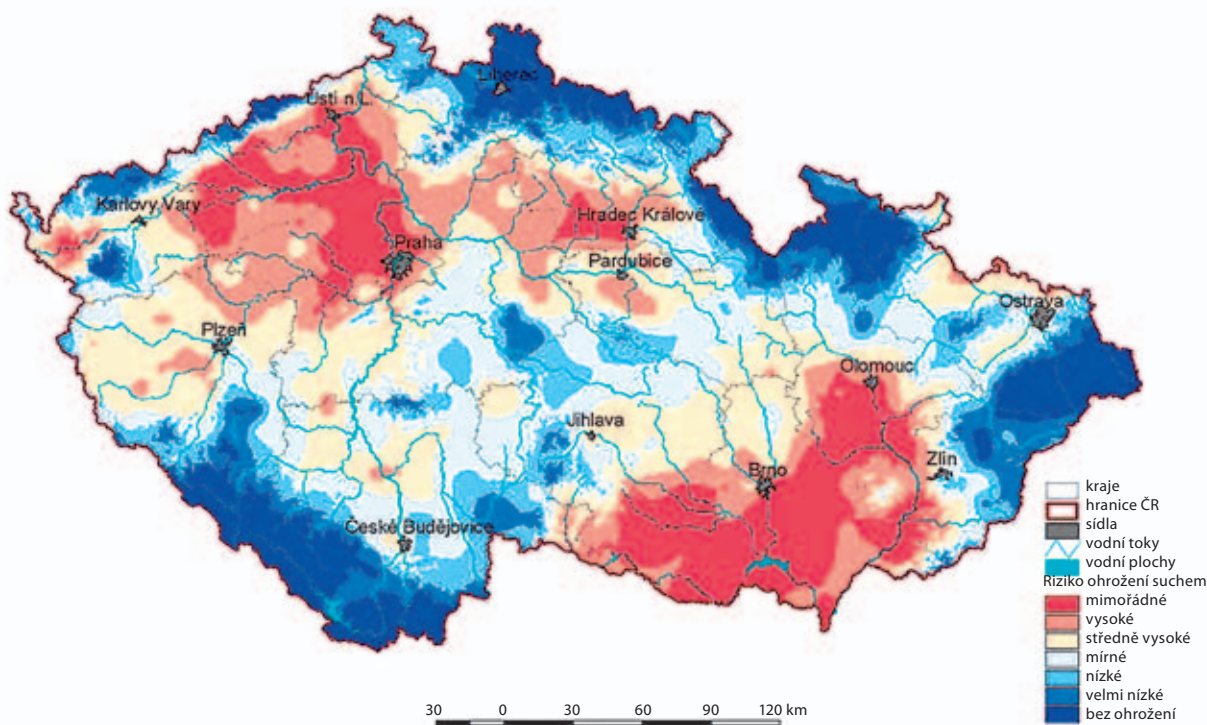 Liberec
Ústí n.L.
Karlovy Vary
Hradec Králové
Praha
Pardubice
Ostrava
Plzeň
Olomouc
Jihlava
Brno
Zlín
České Budějovice
kraje
hranice ČR
sídla
vodní toky
vodní plochy
Riziko ohrožení suchem
mimořádné
vysoké
středně vysoké
mírné
nízké
velmi nízké
bez ohrožení
30 0 30 60 90 120 km